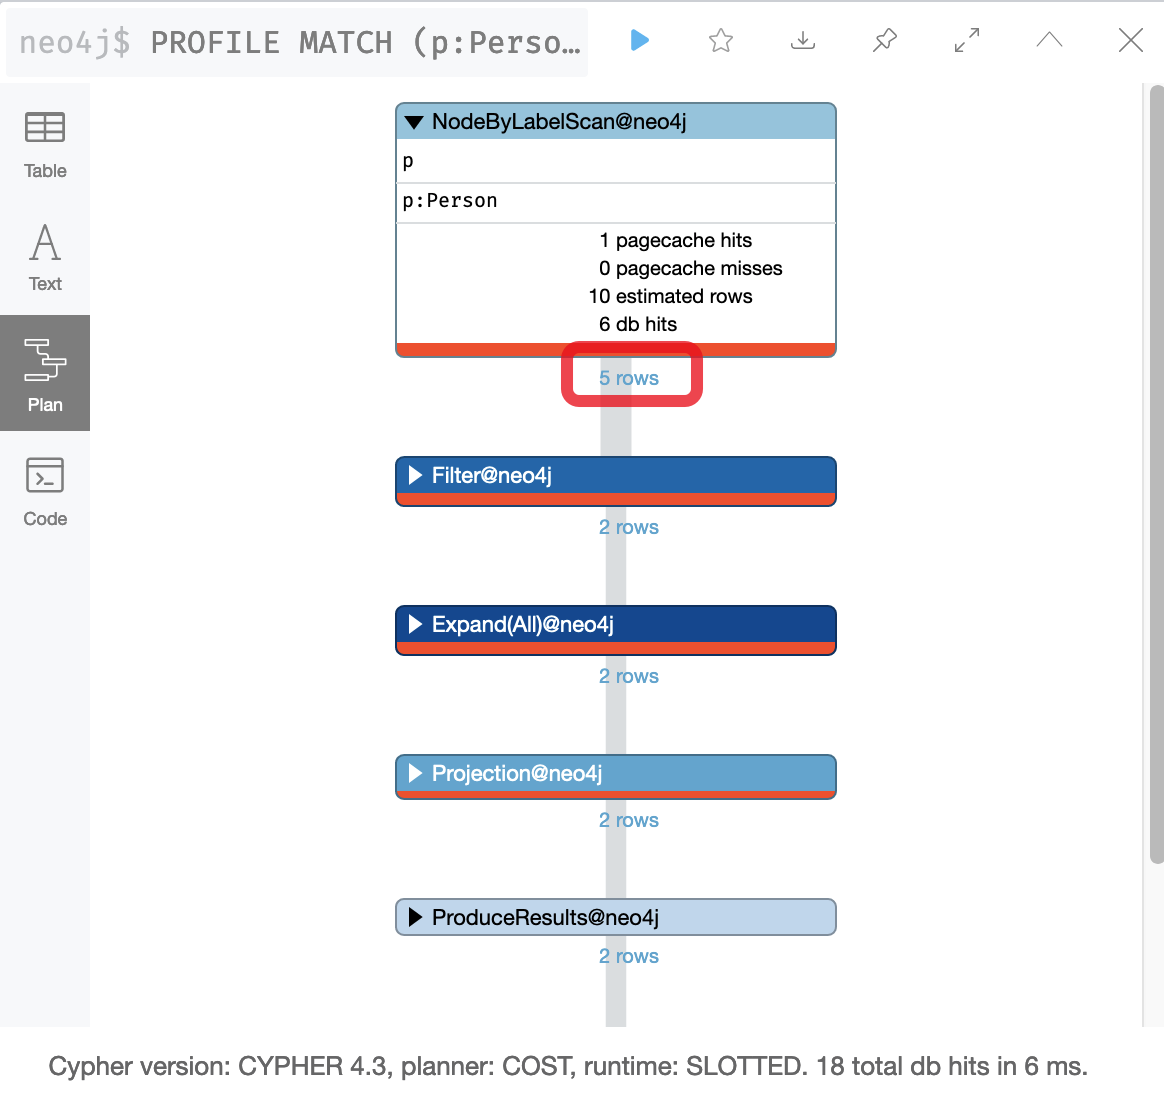 neo4j$ PROFILE MATCH (p:Perso…
Table
Text
Plan
Code
NodeByLabelScan@neo4j
p
p:Person
1 pagecache hits
0 pagecache misses
10 estimated rows
6 db hits
5 rows
Filter@neo4j
2 rows
Expand(All)@neo4j
2 rows
Projection@neo4j
2 rows
ProduceResults@neo4j
2 rows
Cypher version: CYPHER 4.3, planner: COST, runtime: SLOTTED. 18 total db hits in 6 ms.